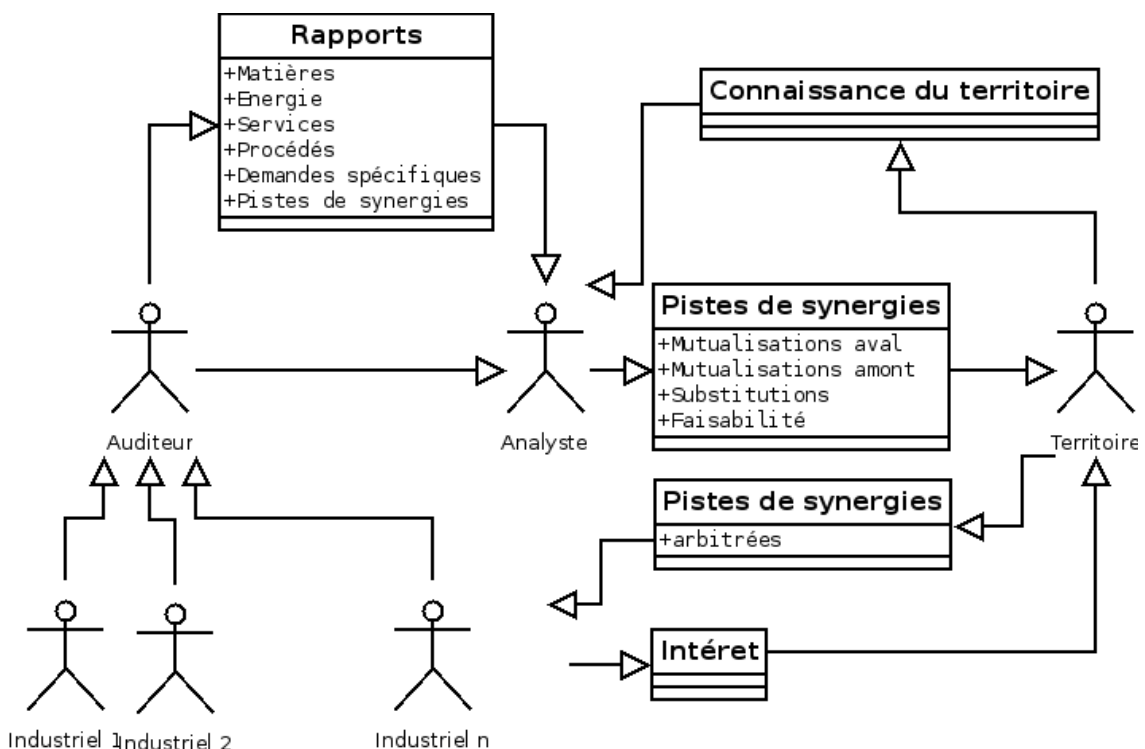 Rapports
+Matières
+Energie
+Services
+Procédés
+Demandes spécifiques
+Pistes de synergies
Connaissance du territoire
Pistes de synergies
+Mutualisations aval
+Mutualisations amont
+Substitutions
+Faisabilité
Auditeur
Analyste
Territoire
Pistes de synergies
+arbitrées
Intéret
Industriel 1
Industriel 2
Industriel n